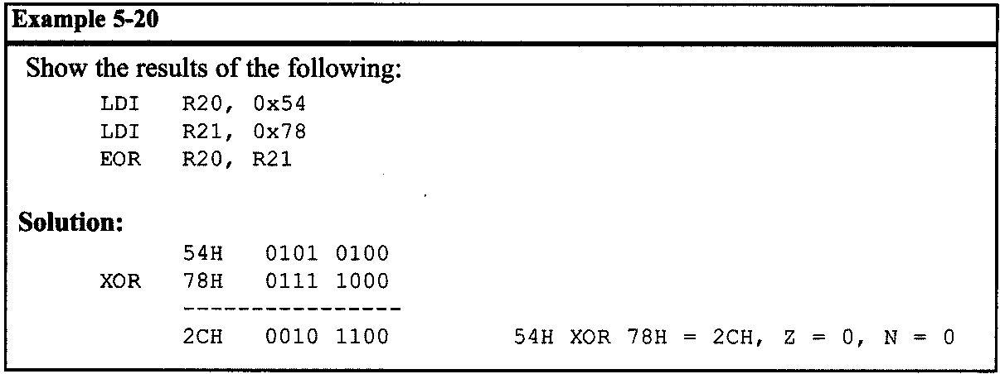 Example 5-20
Show the results of the following:
LDI R20, 0x54
LDI R21, 0x78
EOR R20, R21
Solution:
54H 0101 0100
XOR 78H 0111 1000
----------------
2CH 0010 1100 54H XOR 78H = 2CH, Z = 0, N = 0